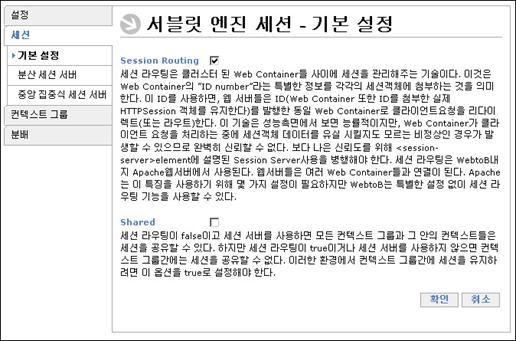 설정
세션
기본 설정
분산 세션 서버
중앙 집중식 세션 서버
컨텍스트 그룹
분배
서블릿 엔진 세션 - 기본 설정
Session Routing
세션 라우팅은 클러스터 된 Web Container들 사이에 세션을 관리해주는 기술이다. 이것은
Web Container의 "ID number"라는 특별한 정보를 각각의 세션객체에 첨부하는 것을 의미
한다. 이 ID를 사용하면, 웹 서버들은 ID(Web Container 또한 ID를 첨부한 실제
HTTPSession 객체를 유지한다)를 발행한 동일 Web Container로 클라이언트요청을 리다이
렉트(또는 라우트)한다. 이 기술은 성능측면에서 보면 능률적이지만, Web Container가 클라
이언트 요청을 처리하는 중에 세션객체 데이터를 유실 시킬지도 모르는 비정상인 경우가 발
생할 수 있으므로 완벽히 신뢰할 수 없다. 보다 나은 신뢰도를 위해 <session-
server>element에 설명된 Session Server사용을 병행해야 한다. 세션 라우팅은 WebtoB내
지 Apache웹서버에서 사용된다. 웹서버들은 여러 Web Container들과 연결이 된다. Apache
는 이 특징을 사용하기 위해 몇 가지 설정이 필요하지만 WebtoB는 특별한 설정 없이 세션 라
우팅 기능을 사용할 수 있다.
Shared
세션 라우팅이 false이고 세션 서버를 사용하면 모든 컨텍스트 그룹과 그 안의 컨텍스트들은
세션을 공유할 수 있다. 하지만 세션 라우팅이 true이거나 세션 서버를 사용하지 않으면 컨텍
스트 그룹간에는 세션을 공유할 수 없다. 이러한 환경에서 컨텍스트 그룹간에 세션을 유지하
려면 이 옵션을 true로 설정해야 한다.
확인 취소